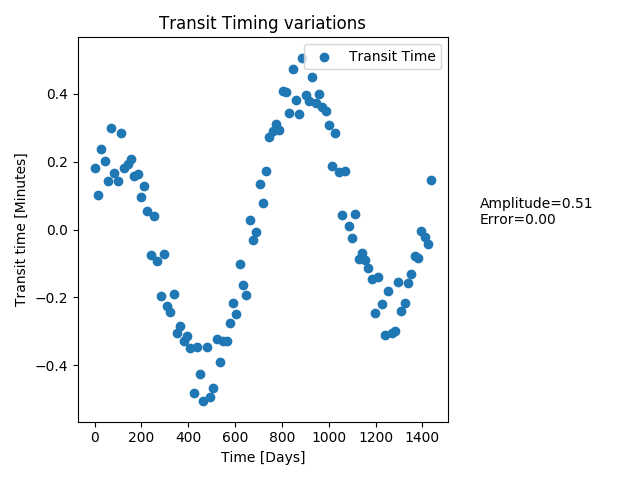 Transit Timing variations
Transit Time
Transit time [Minutes]
0.4
0.2
0.0
−0.2
−0.4
0 200 400 600 800 1000 1200 1400
Time [Days]
Amplitude=0.51
Error=0.00